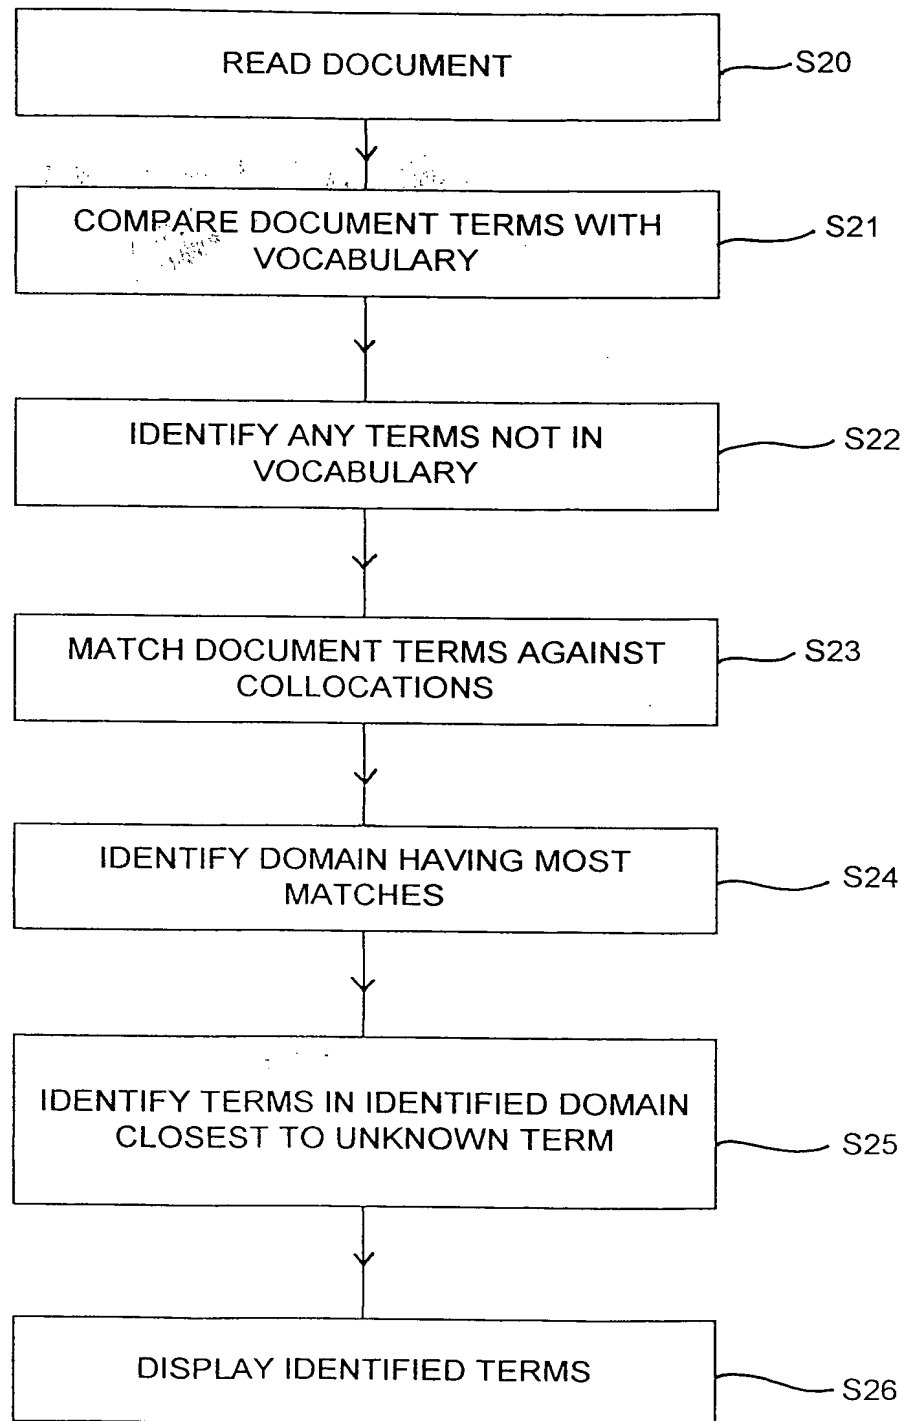 READ DOCUMENT
S20
COMPARE DOCUMENT TERMS WITH
VOCABULARY
S21
IDENTIFY ANY TERMS NOT IN
VOCABULARY
S22
MATCH DOCUMENT TERMS AGAINST
COLLOCATIONS
S23
IDENTIFY DOMAIN HAVING MOST
MATCHES
S24
IDENTIFY TERMS IN IDENTIFIED DOMAIN
CLOSEST TO UNKNOWN TERM
S25
DISPLAY IDENTIFIED TERMS
S26